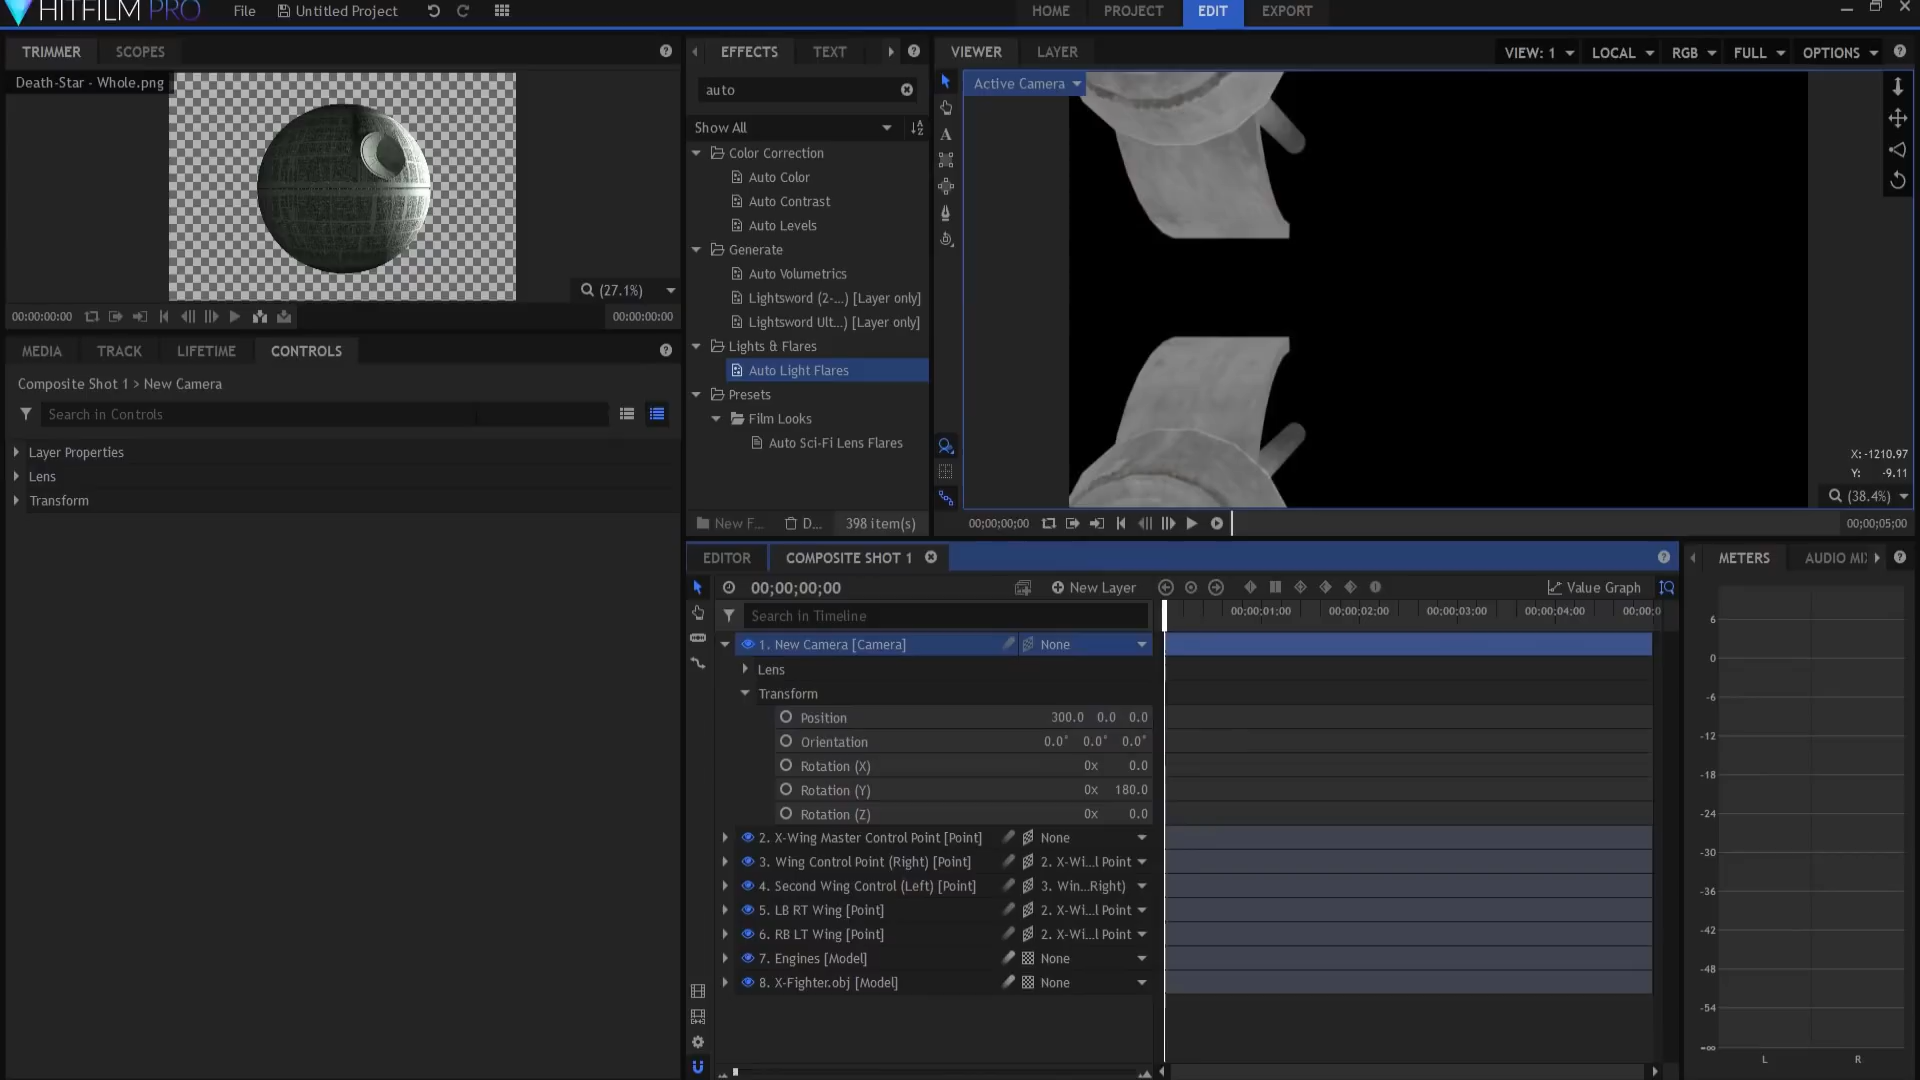 HITFILM PRO File Untitled Project HOME PROJECT EDIT EXPORT
TRIMMER SCOPES
Death-Star - Whole.png
(27.1%)
00:00:00:00 00:00:00:00
MEDIA TRACK LIFETIME CONTROLS
Composite Shot 1 > New Camera
Search in Controls
Layer Properties
Lens
Transform
EFFECTS TEXT
auto
Show All
Color Correction
Auto Color
Auto Contrast
Auto Levels
Generate
Auto Volumetrics
Lightsword (2-...) [Layer only]
Lightsword Ult...) [Layer only]
Lights & Flares
Auto Light Flares
Presets
Film Looks
Auto Sci-Fi Lens Flares
New F... D... 398 item(s)
VIEWER LAYER VIEW: 1 LOCAL RGB FULL OPTIONS
Active Camera
X: -1210.97
Y: -9.11
(38.4%)
00;00;00;00 00;00;05;00
EDITOR COMPOSITE SHOT 1
00;00;00;00 New Layer Value Graph
Search in Timeline 00;00;01;00 00;00;02;00 00;00;03;00 00;00;04;00 00;00;0
1. New Camera [Camera] None
Lens
Transform
Position 300.0 0.0 0.0
Orientation 0.0° 0.0° 0.0°
Rotation (X) 0x 0.0
Rotation (Y) 0x 180.0
Rotation (Z) 0x 0.0
2. X-Wing Master Control Point [Point] None
3. Wing Control Point (Right) [Point] 2. X-Wi...l Point
4. Second Wing Control (Left) [Point] 3. Win...Right)
5. LB RT Wing [Point] 2. X-Wi...l Point
6. RB LT Wing [Point] 2. X-Wi...l Point
7. Engines [Model] None
8. X-Fighter.obj [Model] None
METERS AUDIO MI
6
0
-6
-12
-18
-24
-30
-36
-42
-48
-54
-∞
L R